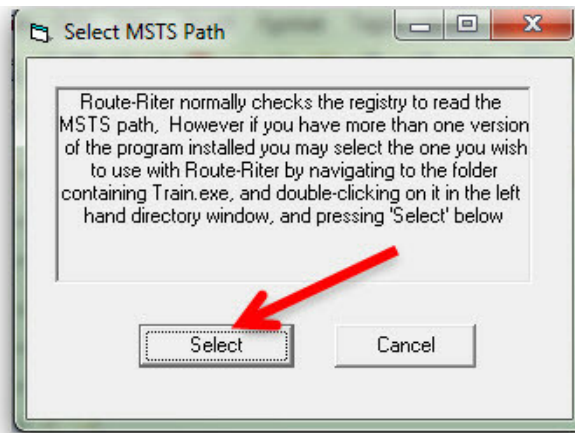 Select MSTS Path
Route-Riter normally checks the registry to read the
MSTS path,  However if you have more than one version
of the program installed you may select the one you wish
to use with Route-Riter by navigating to the folder
containing Train.exe, and double-clicking on it in the left
hand directory window, and pressing 'Select' below
Select
Cancel